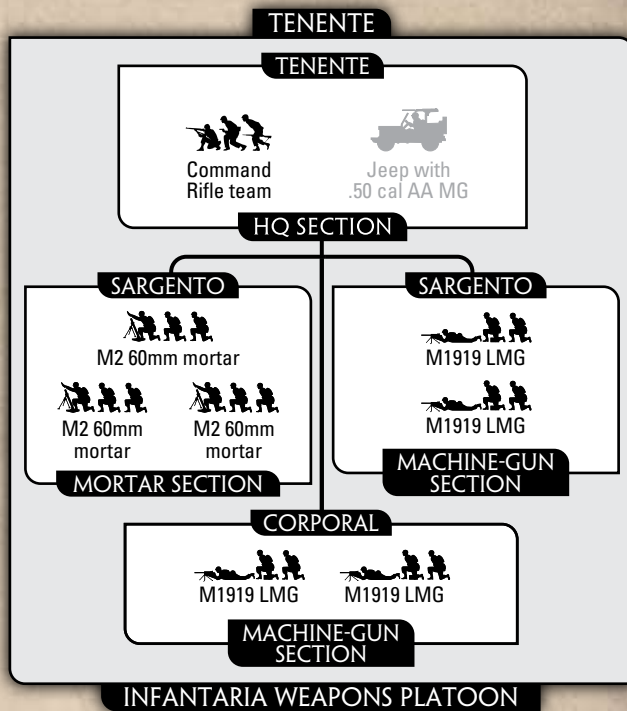 TENENTE
TENENTE
Command
Rifle team
Jeep with
.50 cal AA MG
HQ SECTION
SARGENTO
M2 60mm mortar
M2 60mm
mortar
M2 60mm
mortar
MORTAR SECTION
SARGENTO
M1919 LMG
M1919 LMG
MACHINE-GUN
SECTION
CORPORAL
M1919 LMG
M1919 LMG
MACHINE-GUN
SECTION
INFANTARIA WEAPONS PLATOON